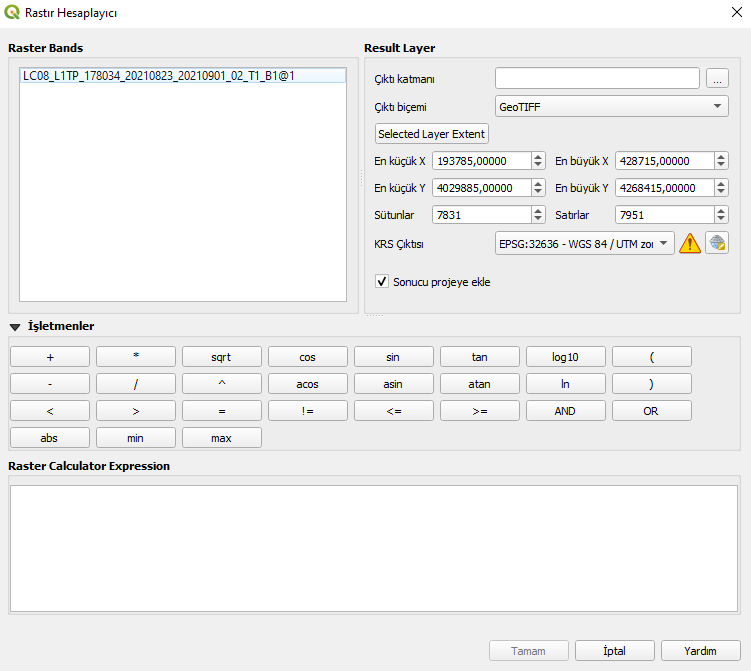 Rastır Hesaplayıcı
Raster Bands
LC08_L1TP_178034_20210823_20210901_02_T1_B1@1
Result Layer
Çıktı katmanı
...
Çıktı biçemi GeoTIFF
Selected Layer Extent
En küçük X 193785,00000 En büyük X 428715,00000
En küçük Y 4029885,00000 En büyük Y 4268415,00000
Sütunlar 7831 Satırlar 7951
KRS Çıktısı EPSG:32636 - WGS 84 / UTM zor
Sonucu projeye ekle
İşletmenler
+ * sqrt cos sin tan log10 (
- / ^ acos asin atan ln )
< > = != <= >= AND OR
abs min max
Raster Calculator Expression
Tamam İptal Yardım